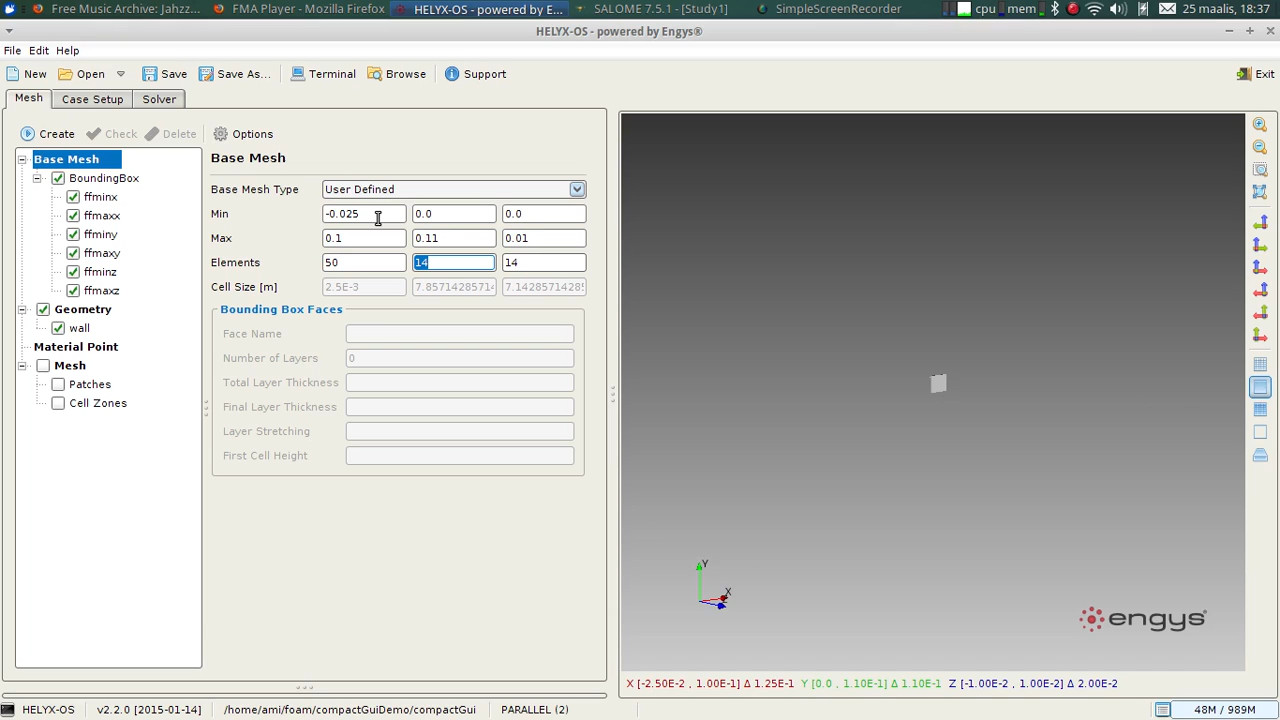 Free Music Archive: Jahzz...
FMA Player - Mozilla Firefox
HELYX-OS - powered by E...
SALOME 7.5.1 - [Study1]
SimpleScreenRecorder
cpu
mem
25 maalis, 18:37
HELYX-OS - powered by Engys®
File Edit Help
New Open Save Save As... Terminal Browse Support Exit
Mesh Case Setup Solver
Create Check Delete Options
Base Mesh
BoundingBox
ffminx
ffmaxx
ffminy
ffmaxy
ffminz
ffmaxz
Geometry
wall
Material Point
Mesh
Patches
Cell Zones
Base Mesh
Base Mesh Type User Defined
Min -0.025 0.0 0.0
Max 0.1 0.11 0.01
Elements 50 14 14
Cell Size [m] 2.5E-3 7.85714285714 7.14285714285
Bounding Box Faces
Face Name
Number of Layers 0
Total Layer Thickness
Final Layer Thickness
Layer Stretching
First Cell Height
Y
X
engys®
X [-2.50E-2 , 1.00E-1] Δ 1.25E-1 Y [0.0 , 1.10E-1] Δ 1.10E-1 Z [-1.00E-2 , 1.00E-2] Δ 2.00E-2
HELYX-OS v2.2.0 [2015-01-14] /home/ami/foam/compactGuiDemo/compactGui PARALLEL (2) 48M / 989M